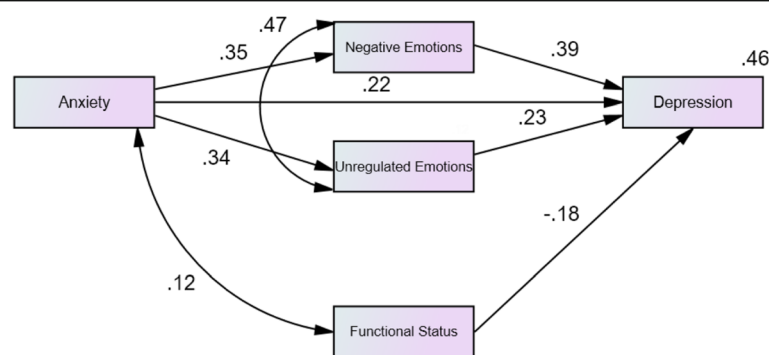 .47
Negative Emotions
.35
.39
.46
Anxiety
.22
Depression
.23
Unregulated Emotions
.34
-.18
.12
Functional Status